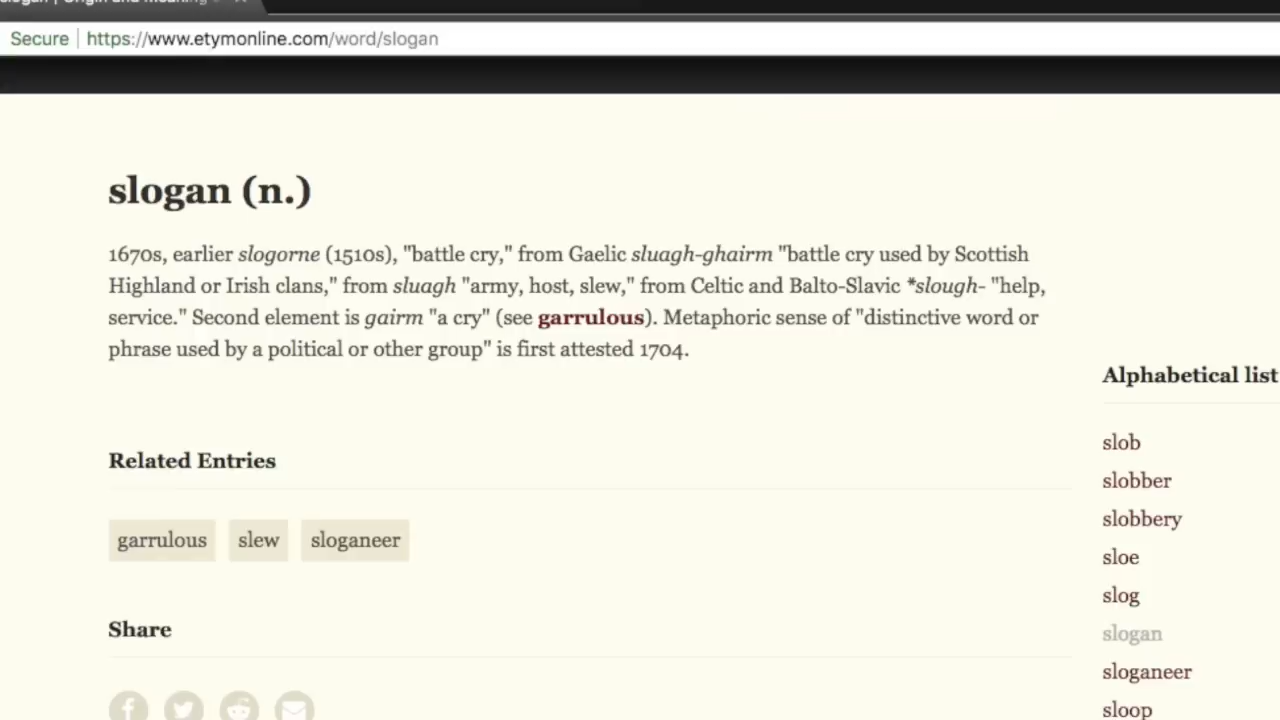 Secure https://www.etymonline.com/word/slogan
slogan (n.)
1670s, earlier slogorne (1510s), "battle cry," from Gaelic sluagh-ghairm "battle cry used by Scottish
Highland or Irish clans," from sluagh "army, host, slew," from Celtic and Balto-Slavic *slough- "help,
service." Second element is gairm "a cry" (see garrulous). Metaphoric sense of "distinctive word or
phrase used by a political or other group" is first attested 1704.
Related Entries
garrulous slew sloganeer
Share
Alphabetical list
slob
slobber
slobbery
sloe
slog
slogan
sloganeer
sloop